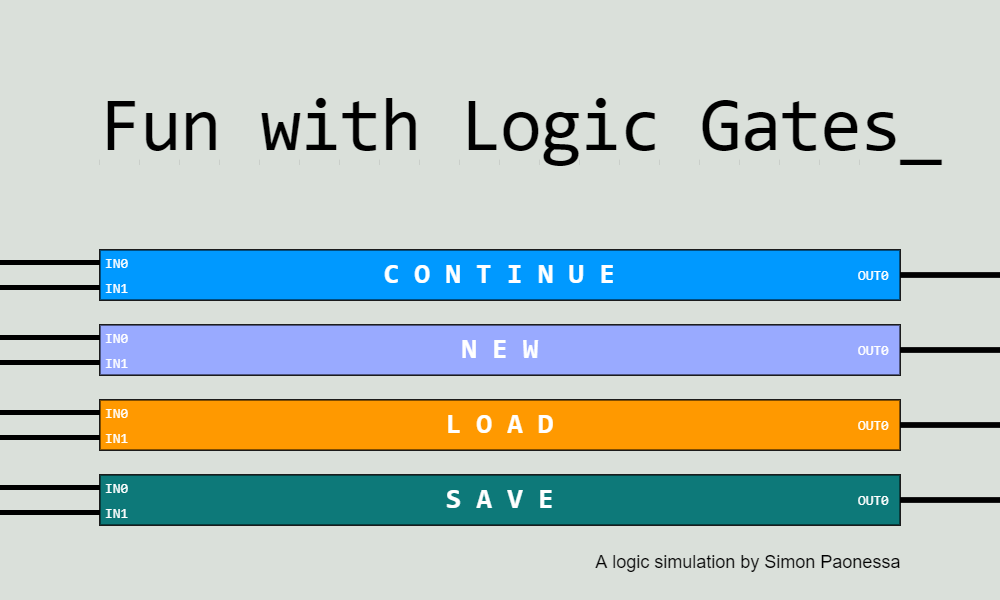 Fun with Logic Gates_
IN0
IN1
CONTINUE
OUT0
IN0
IN1
NEW
OUT0
IN0
IN1
LOAD
OUT0
IN0
IN1
SAVE
OUT0
A logic simulation by Simon Paonessa